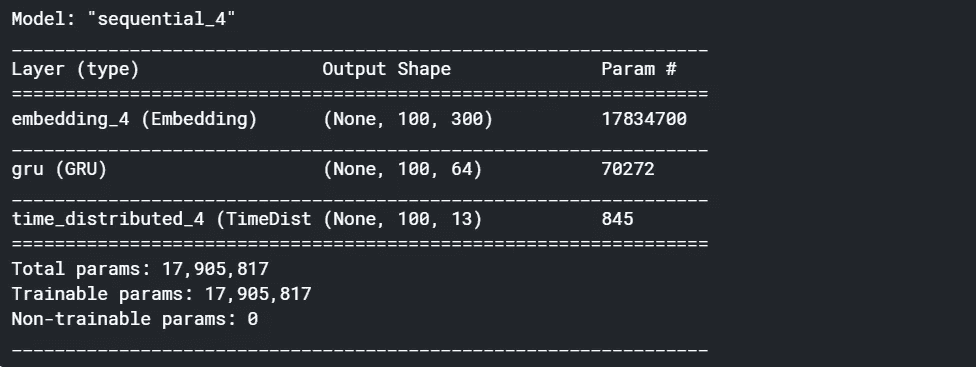 Model: "sequential_4"
_________________________________________________________________
Layer (type)                 Output Shape              Param #
=================================================================
embedding_4 (Embedding)      (None, 100, 300)          17834700
_________________________________________________________________
gru (GRU)                    (None, 100, 64)           70272
_________________________________________________________________
time_distributed_4 (TimeDist (None, 100, 13)           845
=================================================================
Total params: 17,905,817
Trainable params: 17,905,817
Non-trainable params: 0
_________________________________________________________________